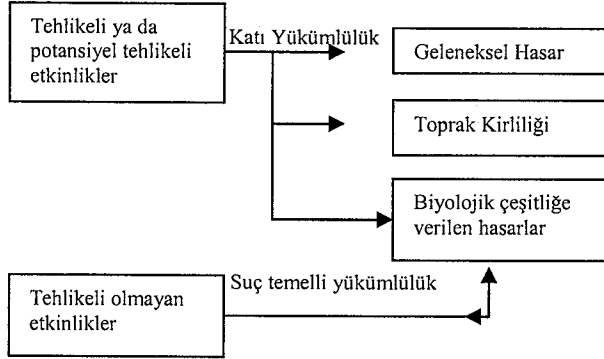 Tehlikeli ya da
potansiyel tehlikeli
etkinlikler
Katı Yükümlülük
Geleneksel Hasar
Toprak Kirliliği
Biyolojik çeşitliğe
verilen hasarlar
Suç temelli yükümlülük
Tehlikeli olmayan
etkinlikler